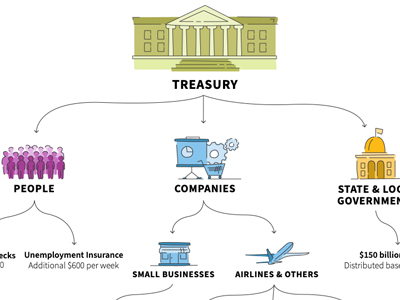 TREASURY
PEOPLE
COMPANIES
STATE & LOC
GOVERNMEN
ecks
0
Unemployment Insurance
Additional $600 per week
SMALL BUSINESSES
AIRLINES & OTHERS
$150 billion
Distributed base